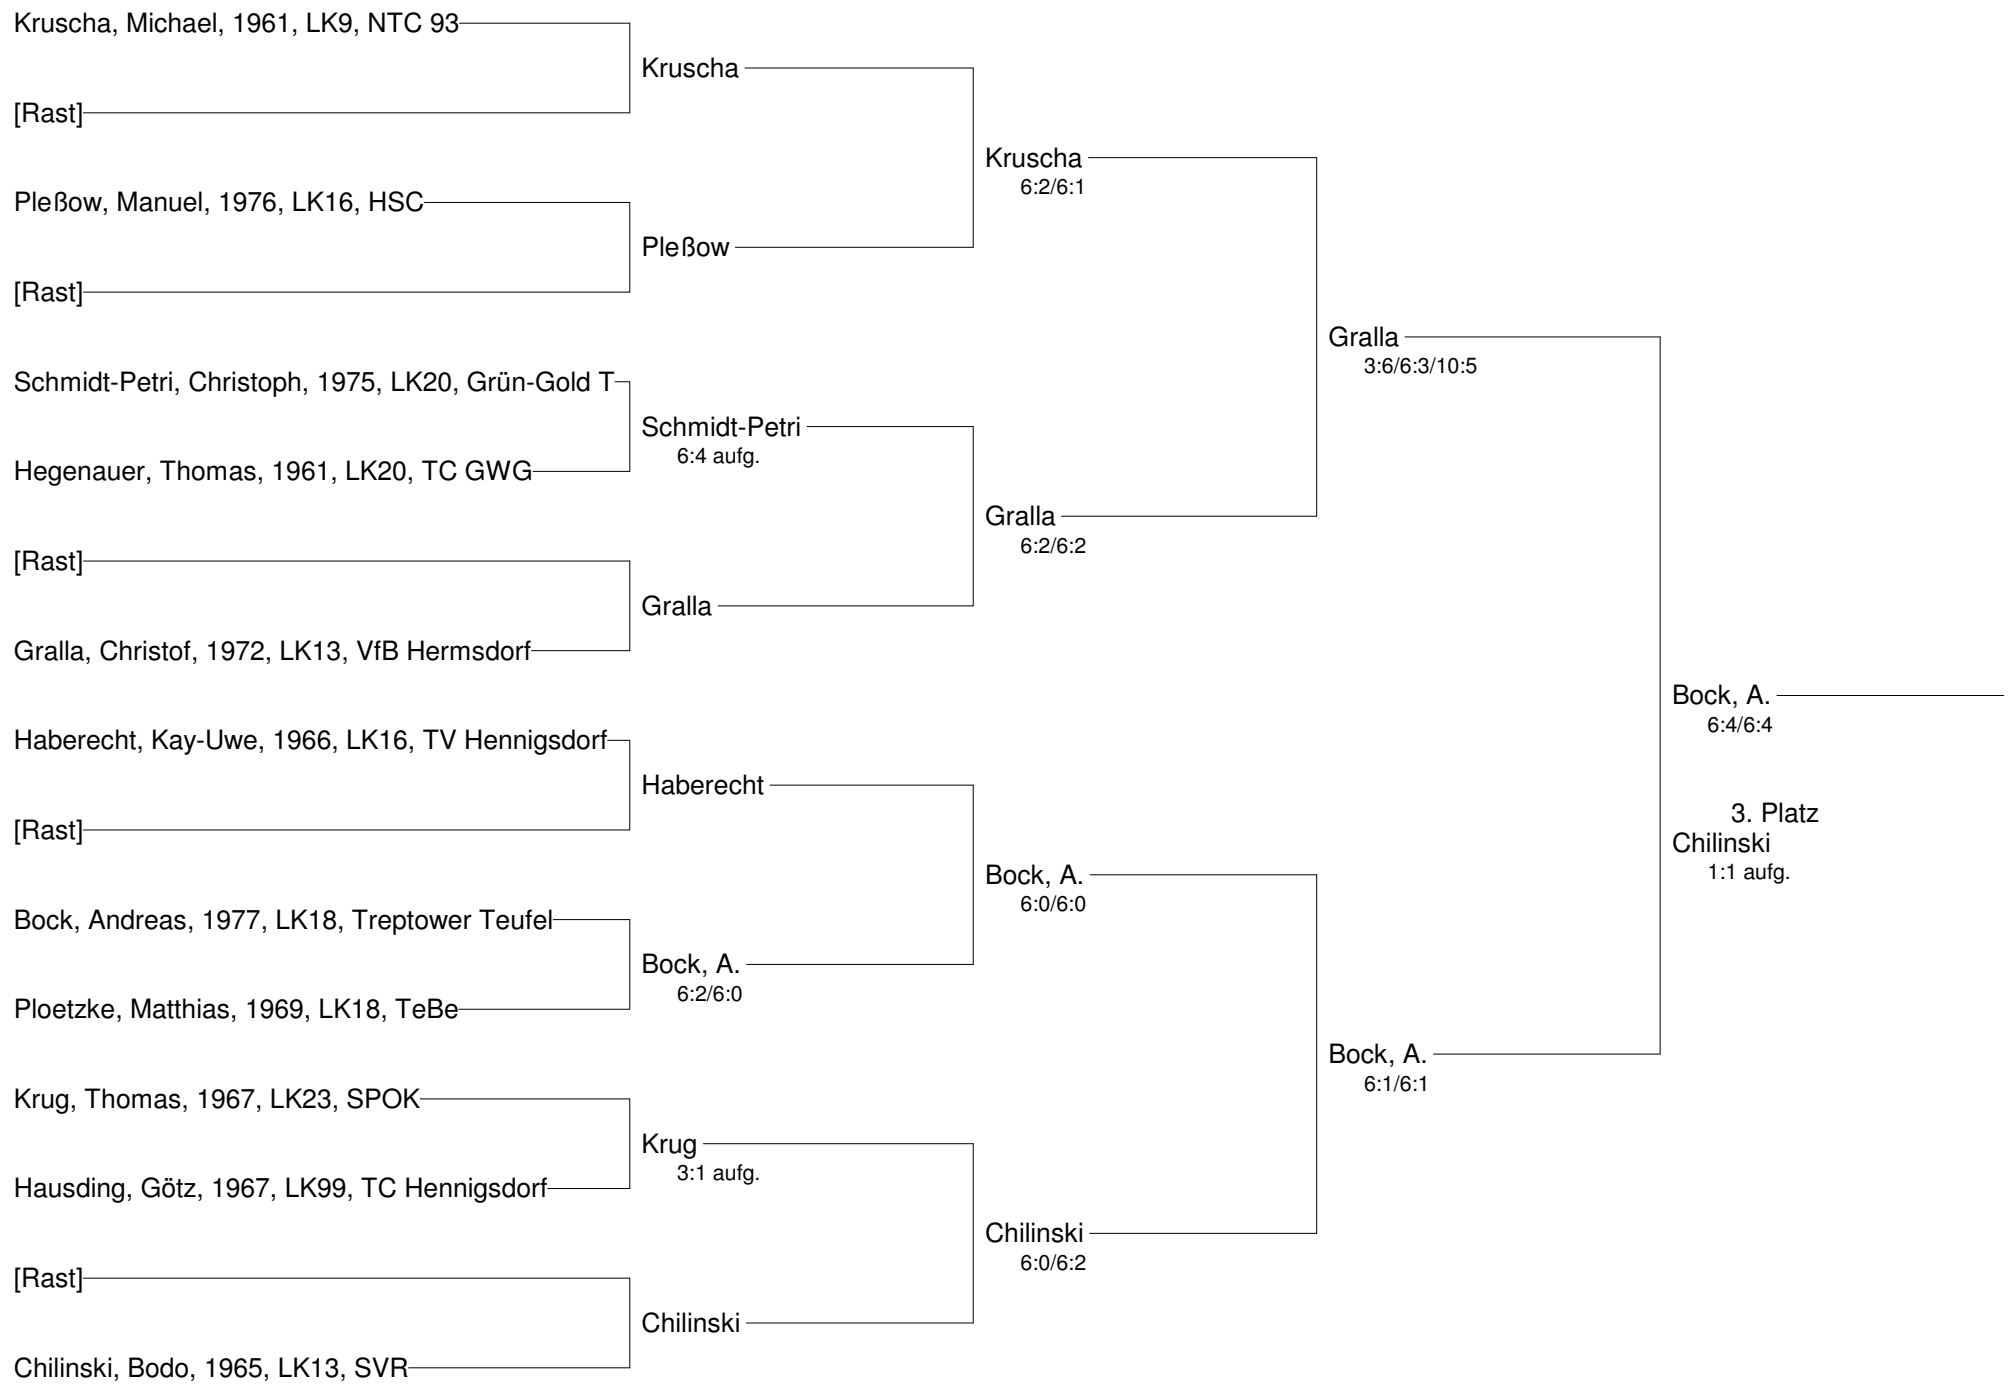 Kruscha, Michael, 1961, LK9, NTC 93
[Rast]
Pleßow, Manuel, 1976, LK16, HSC
[Rast]
Schmidt-Petri, Christoph, 1975, LK20, Grün-Gold T
Hegenauer, Thomas, 1961, LK20, TC GWG
[Rast]
Gralla, Christof, 1972, LK13, VfB Hermsdorf
Haberecht, Kay-Uwe, 1966, LK16, TV Hennigsdorf
[Rast]
Bock, Andreas, 1977, LK18, Treptower Teufel
Ploetzke, Matthias, 1969, LK18, TeBe
Krug, Thomas, 1967, LK23, SPOK
Hausding, Götz, 1967, LK99, TC Hennigsdorf
[Rast]
Chilinski, Bodo, 1965, LK13, SVR
Kruscha
Pleßow
Schmidt-Petri
6:4 aufg.
Gralla
Haberecht
Bock, A.
6:2/6:0
Krug
3:1 aufg.
Chilinski
Kruscha
6:2/6:1
Gralla
6:2/6:2
Bock, A.
6:0/6:0
Chilinski
6:0/6:2
Gralla
3:6/6:3/10:5
Bock, A.
6:1/6:1
Bock, A.
6:4/6:4
3. Platz
Chilinski
1:1 aufg.